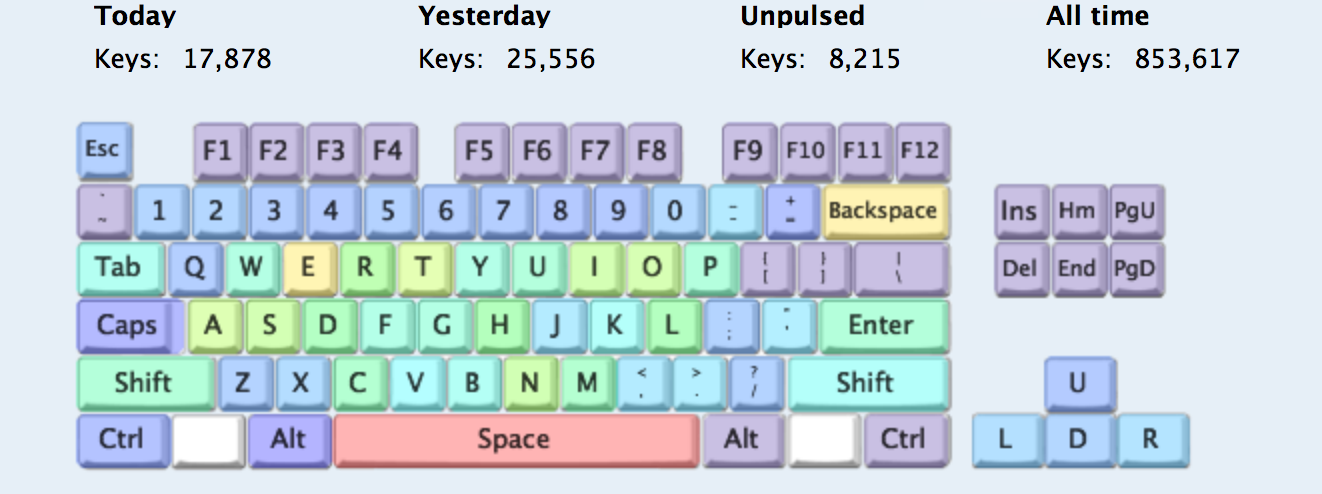 Today Yesterday Unpulsed All time
Keys: 17,878 Keys: 25,556 Keys: 8,215 Keys: 853,617
Esc F1 F2 F3 F4 F5 F6 F7 F8 F9 F10 F11 F12
` ~ 1 2 3 4 5 6 7 8 9 0 - = + = Backspace Ins Hm PgU
Tab Q W E R T Y U I O P { [ } ] | \ Del End PgD
Caps A S D F G H J K L : ; " ' Enter
Shift Z X C V B N M < , > . ? / Shift U
Ctrl Alt Space Alt Ctrl L D R